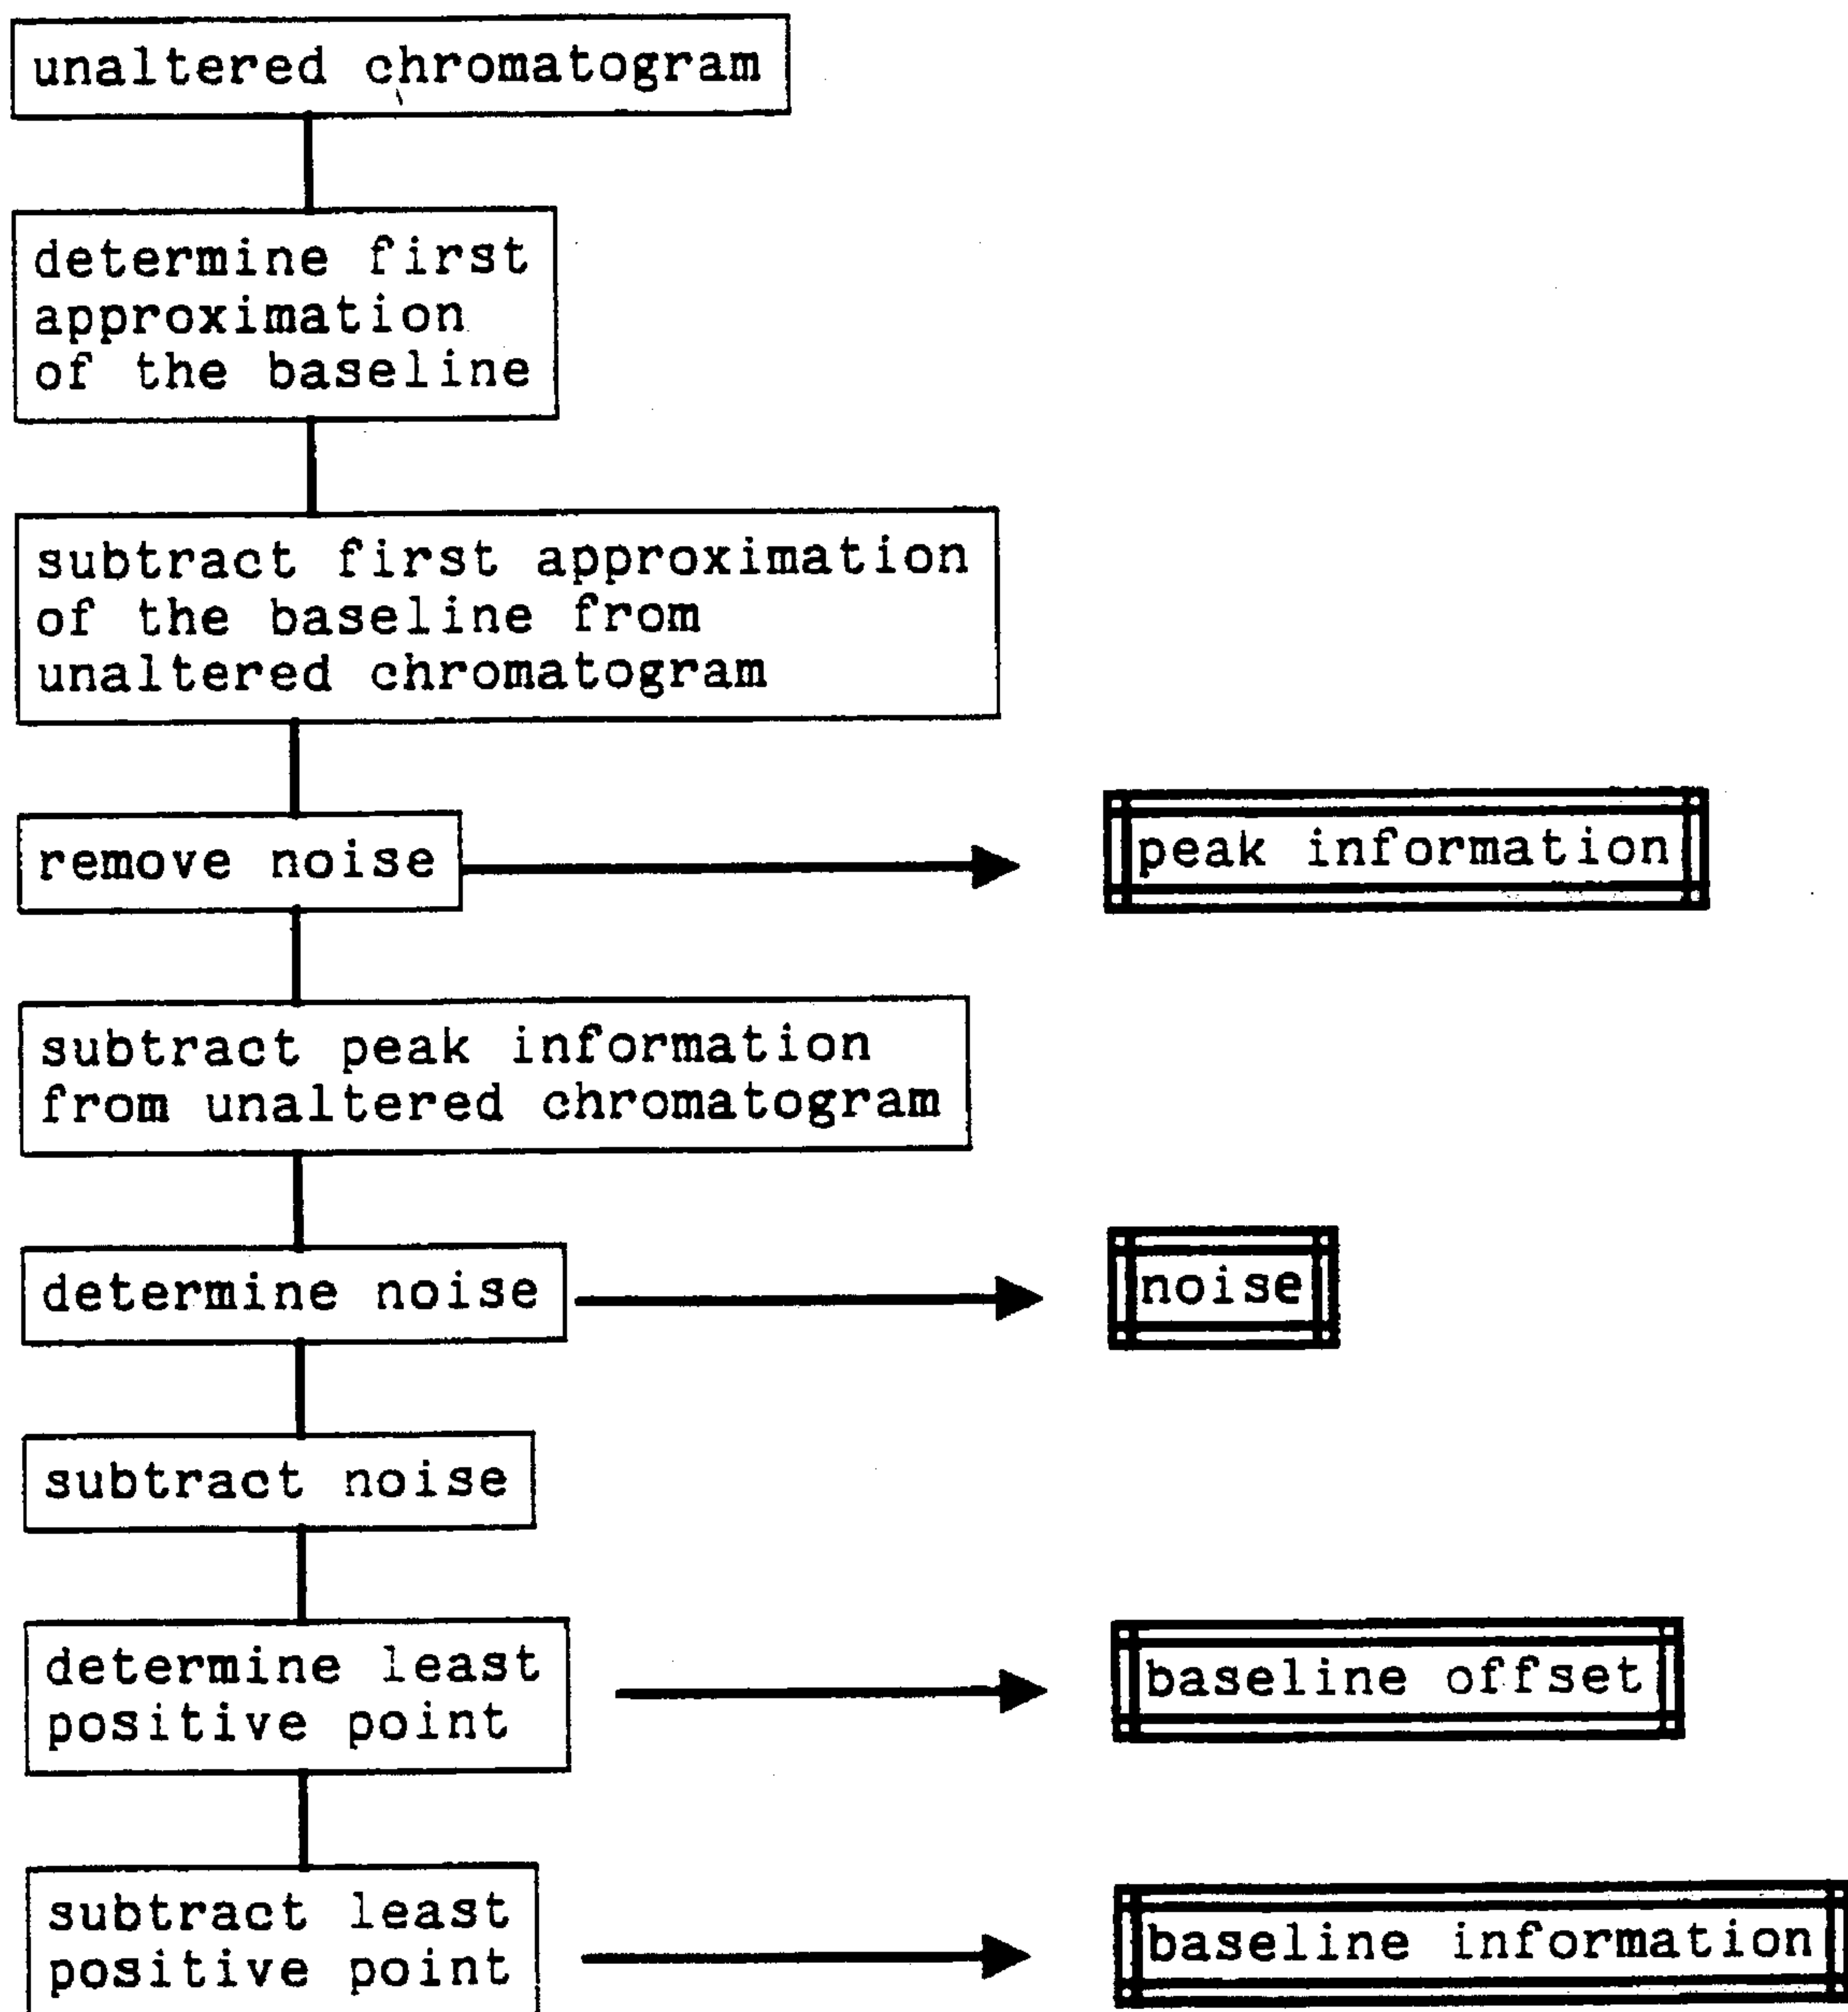 unaltered chromatogram
determine first
approximation
of the baseline
subtract first approximation
of the baseline from
unaltered chromatogram
remove noise
peak information
subtract peak information
from unaltered chromatogram
determine noise
noise
subtract noise
determine least
positive point
baseline offset
subtract least
positive point
baseline information